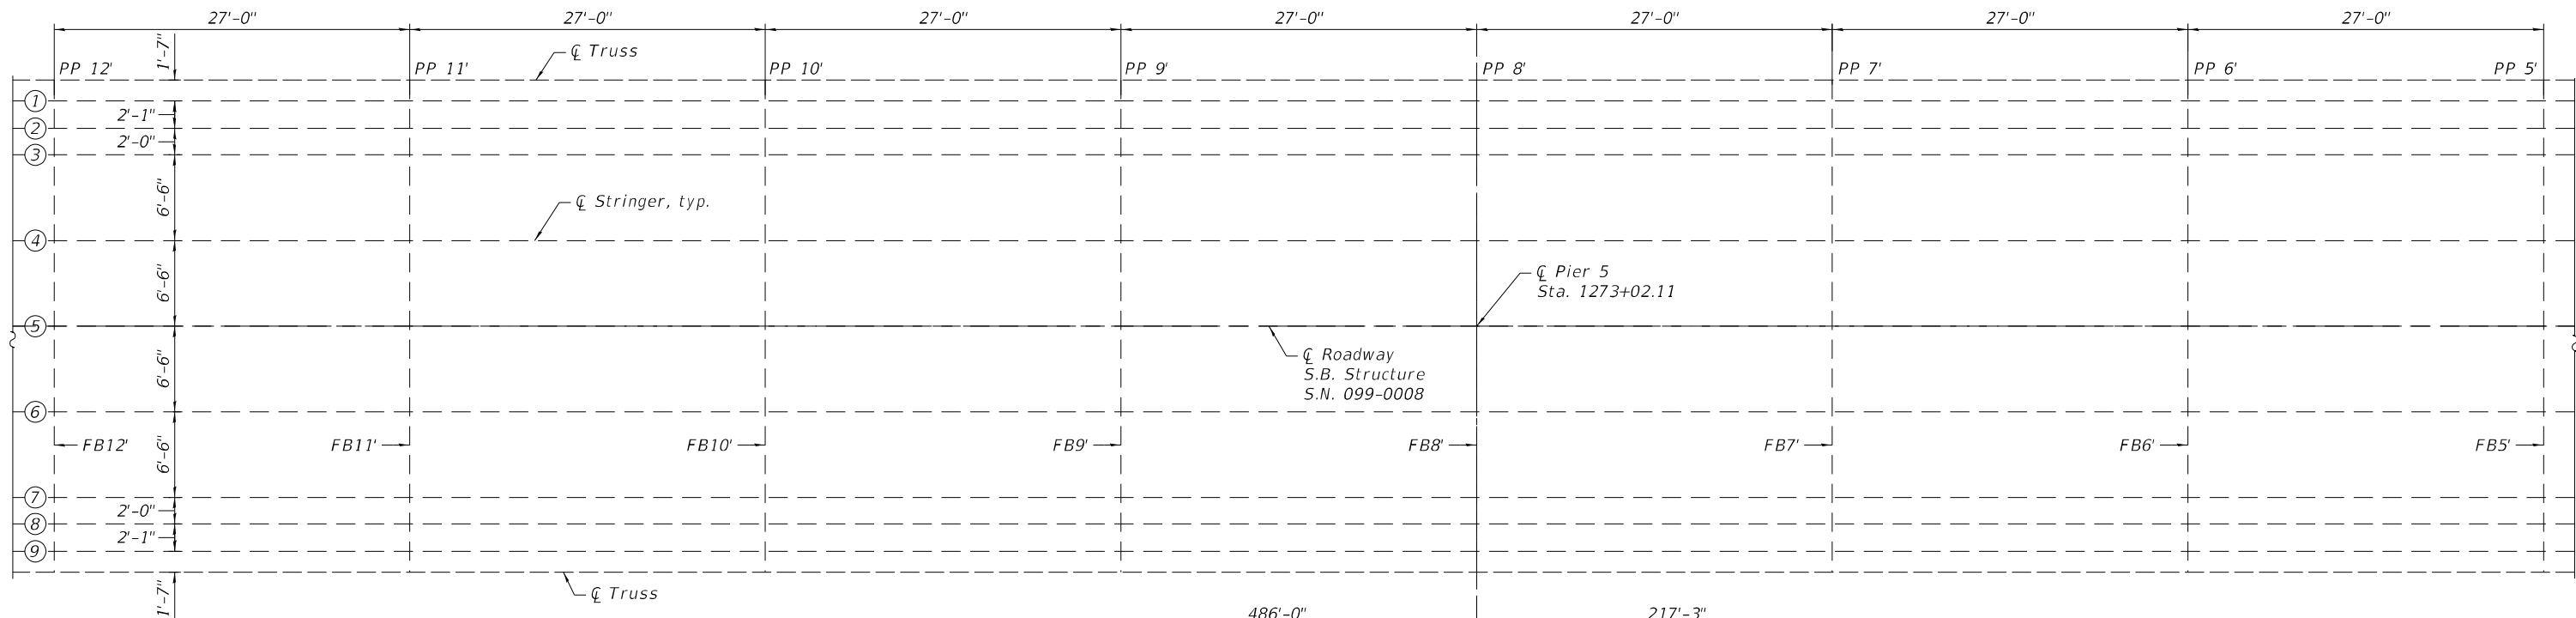 27'-0" 27'-0" 27'-0" 27'-0" 27'-0" 27'-0" 27'-0"
1'-7"
℄ Truss
PP 12' PP 11' PP 10' PP 9' PP 8' PP 7' PP 6' PP 5'
1
2'-1"
2
2'-0"
3
6'-6"
℄ Stringer, typ.
4
6'-6"
℄ Pier 5
Sta. 1273+02.11
5
℄ Roadway
S.B. Structure
S.N. 099-0008
6'-6"
6
FB12' FB11' FB10' FB9' FB8' FB7' FB6' FB5'
6'-6"
7
2'-0"
8
2'-1"
9
℄ Truss
1'-7"
486'-0" 217'-3"